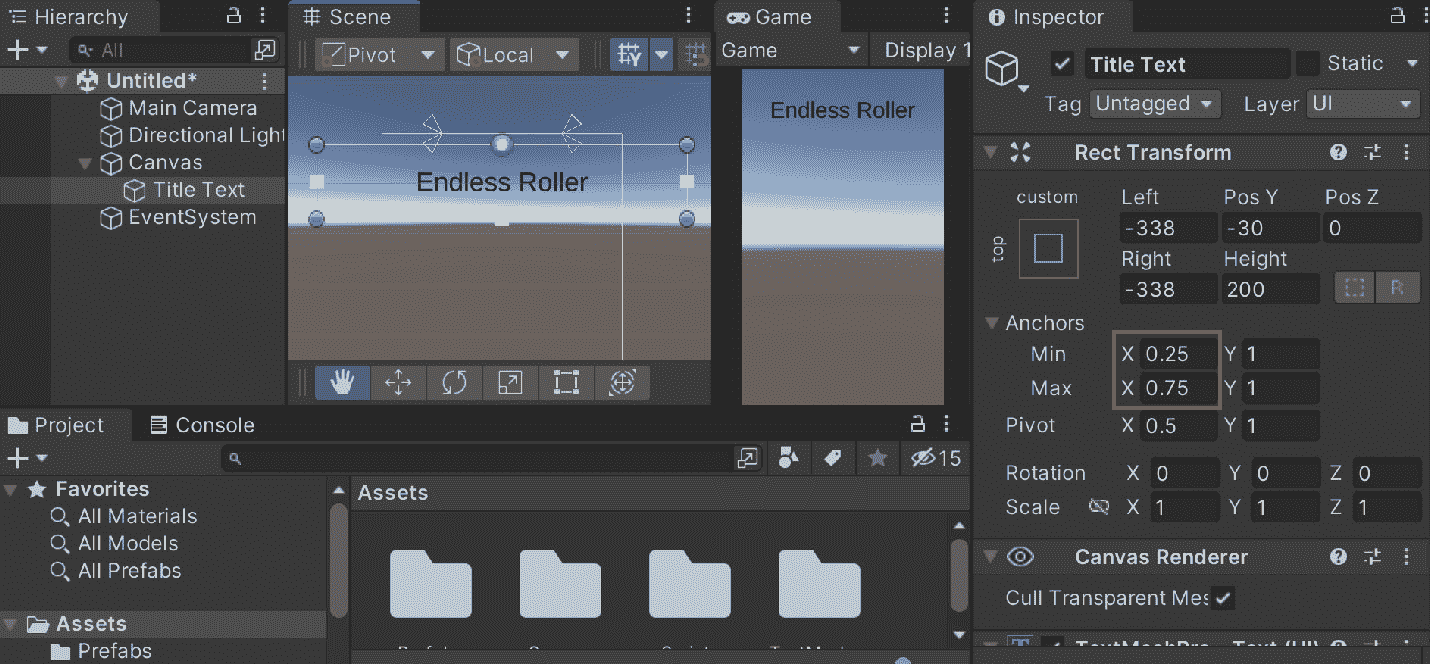 Hierarchy
All
Untitled*
Main Camera
Directional Light
Canvas
Title Text
EventSystem
Scene
Pivot
Local
Endless Roller
Game
Game
Display 1
Endless Roller
Inspector
Title Text
Static
Tag Untagged Layer UI
Rect Transform
custom
top
Left Pos Y Pos Z
-338 -30 0
Right Height
-338 200
R
Anchors
Min X 0.25 Y 1
Max X 0.75 Y 1
Pivot X 0.5 Y 1
Rotation X 0 Y 0 Z 0
Scale X 1 Y 1 Z 1
Canvas Renderer
Cull Transparent Mes
Project
Console
15
Favorites
All Materials
All Models
All Prefabs
Assets
Prefabs
Assets